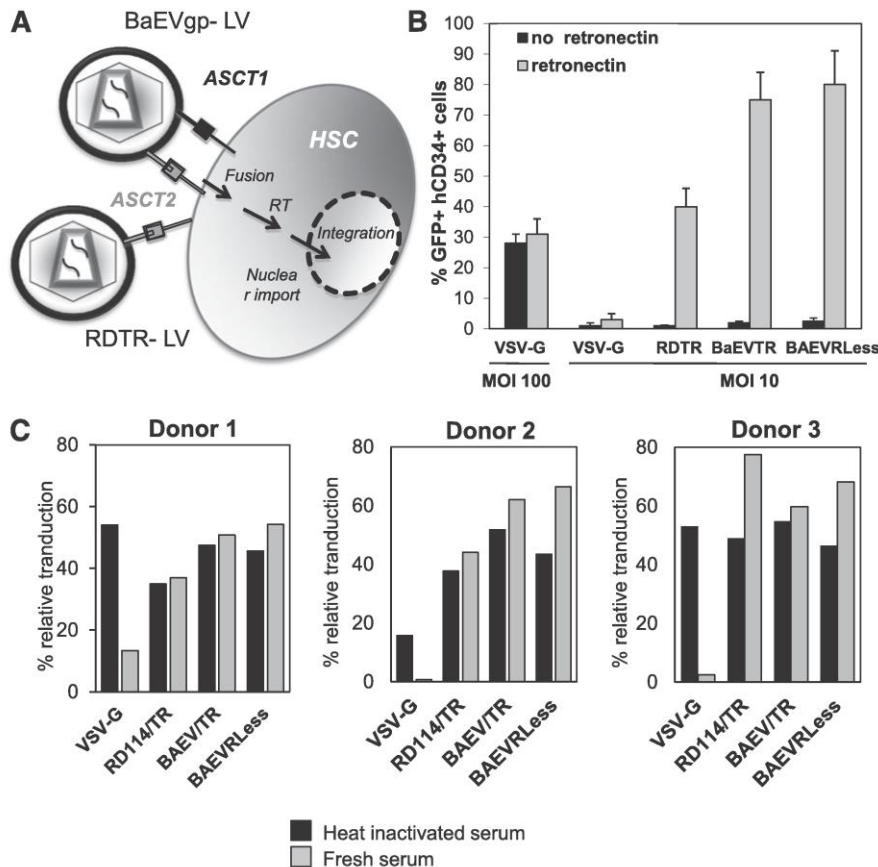 A
BaEVgp- LV
ASCT1
HSC
Fusion
ASCT2
RT
Integration
Nuclea
r import
RDTR- LV
B
% GFP+ hCD34+ cells
100
90
80
70
60
50
40
30
20
10
0
no retronectin
retronectin
VSV-G
VSV-G
RDTR
BaEVTR
BAEVRLess
MOI 100
MOI 10
C
Donor 1
% relative tranduction
80
60
40
20
0
VSV-G
RD114/TR
BAEV/TR
BAEVRLess
Donor 2
% relative tranduction
80
60
40
20
0
VSV-G
RD114/TR
BAEV/TR
BAEVRLess
Donor 3
% relative tranduction
80
60
40
20
0
VSV-G
RD114/TR
BAEV/TR
BAEVRLess
Heat inactivated serum
Fresh serum